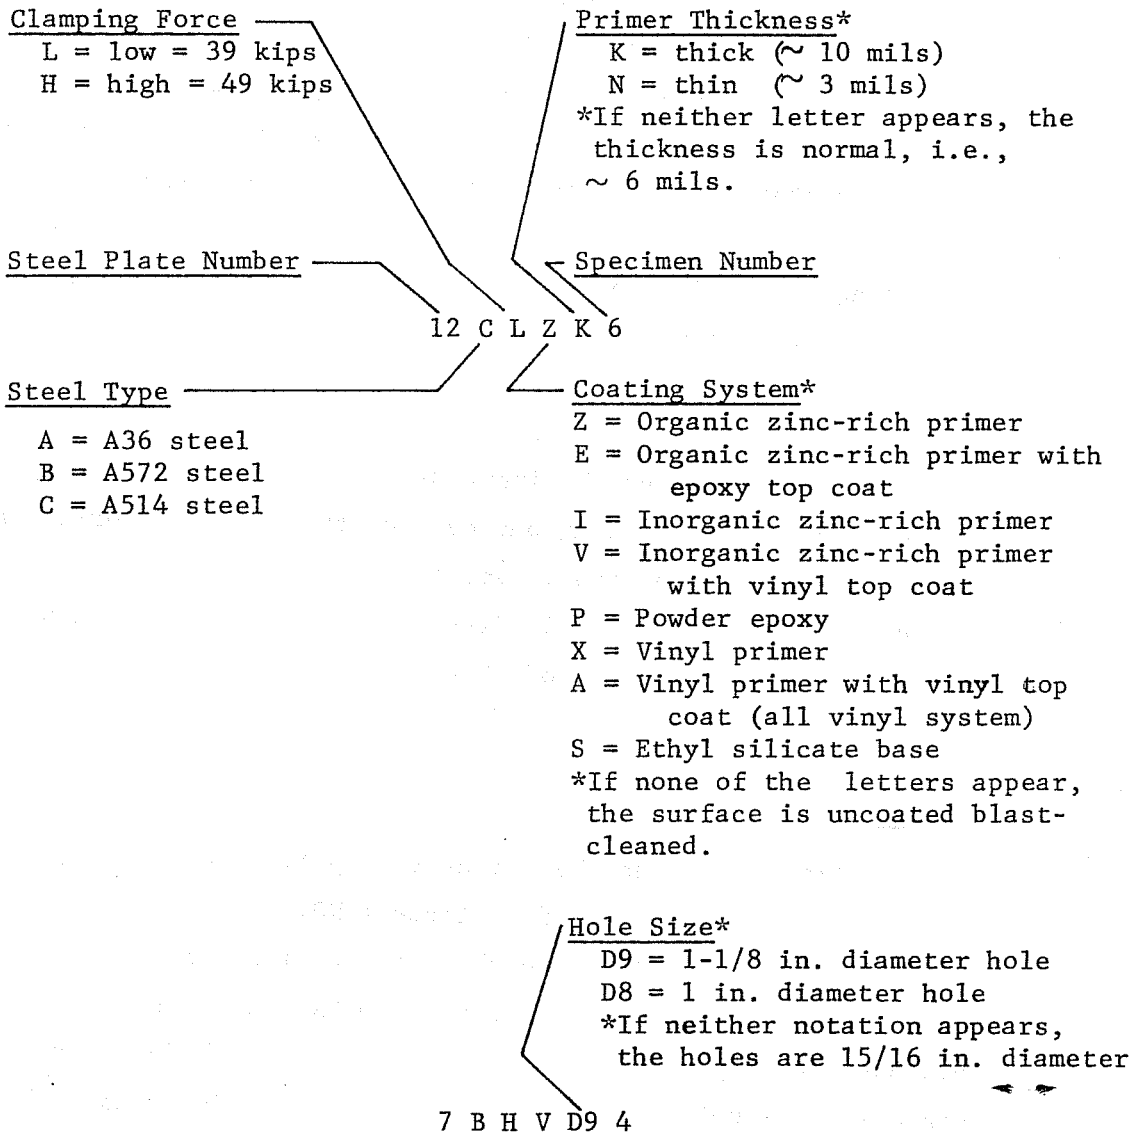 Clamping Force
L = low = 39 kips
H = high = 49 kips
Primer Thickness*
K = thick (~ 10 mils)
N = thin (~ 3 mils)
*If neither letter appears, the
thickness is normal, i.e.,
~ 6 mils.
Steel Plate Number
Specimen Number
12 C L Z K 6
Steel Type
A = A36 steel
B = A572 steel
C = A514 steel
Coating System*
Z = Organic zinc-rich primer
E = Organic zinc-rich primer with
epoxy top coat
I = Inorganic zinc-rich primer
V = Inorganic zinc-rich primer
with vinyl top coat
P = Powder epoxy
X = Vinyl primer
A = Vinyl primer with vinyl top
coat (all vinyl system)
S = Ethyl silicate base
*If none of the letters appear,
the surface is uncoated blast-
cleaned.
Hole Size*
D9 = 1-1/8 in. diameter hole
D8 = 1 in. diameter hole
*If neither notation appears,
the holes are 15/16 in. diameter
7 B H V D9 4